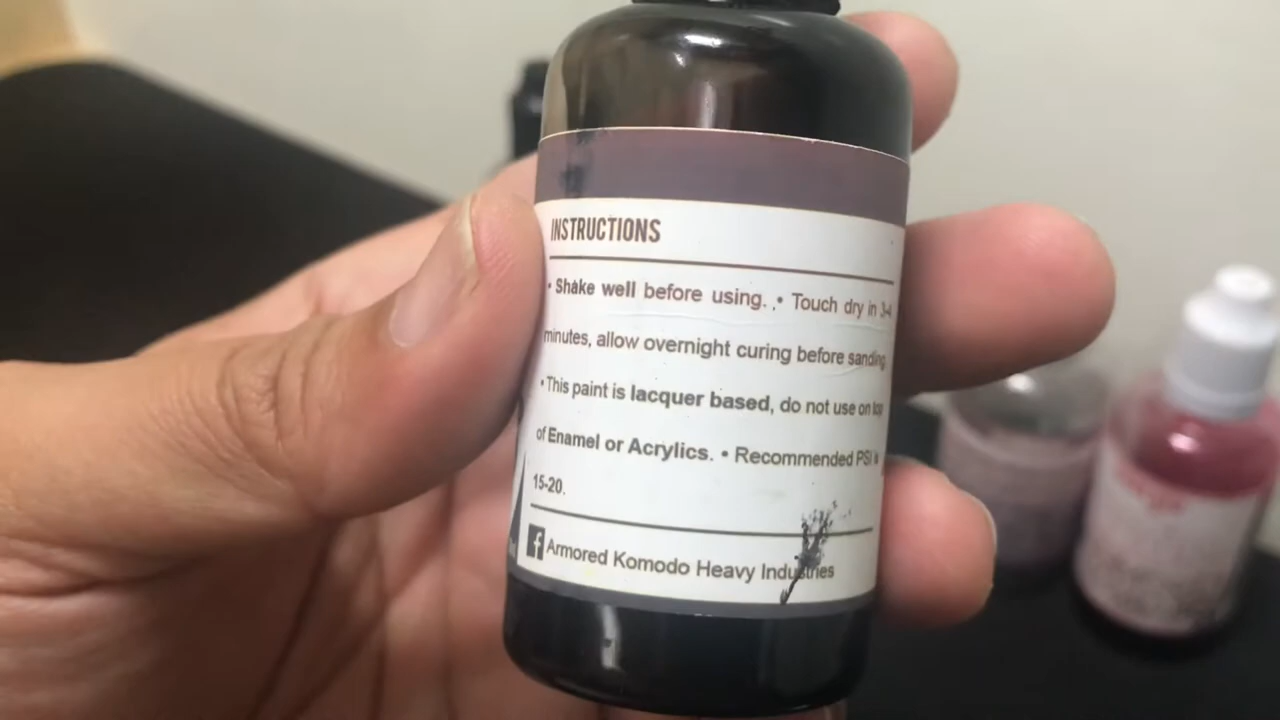 INSTRUCTIONS
• Shake well before using. • Touch dry in 3-4
minutes, allow overnight curing before sanding
• This paint is lacquer based, do not use on top
of Enamel or Acrylics. • Recommended PSI is
15-20.
f Armored Komodo Heavy Industries